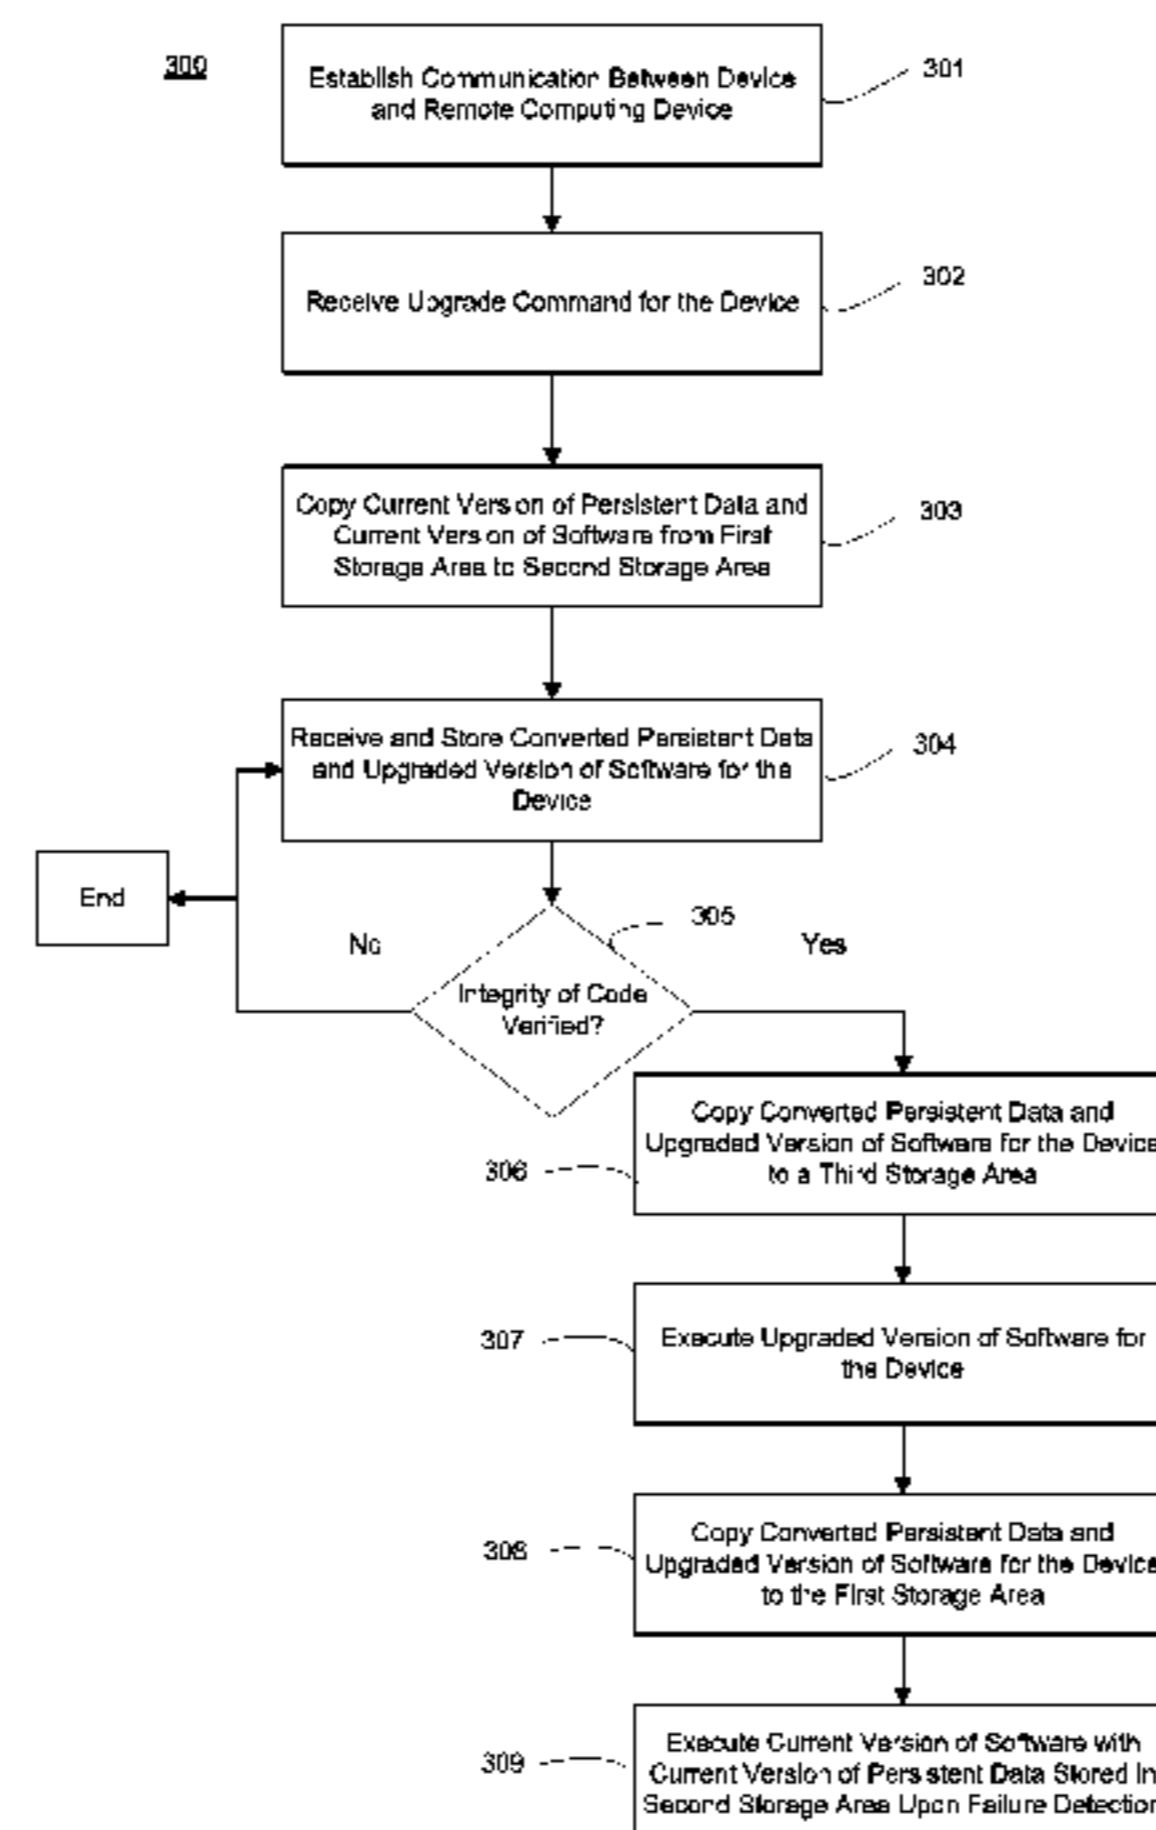 300
Establish Communication Between Device
and Remote Computing Device
301
Receive Upgrade Command for the Device
302
Copy Current Version of Persistent Data and
Current Version of Software from First
Storage Area to Second Storage Area
303
Receive and Store Converted Persistent Data
and Upgraded Version of Software for the
Device
304
End
No
305
Yes
Integrity of Code
Verified?
Copy Converted Persistent Data and
Upgraded Version of Software for the Device
to a Third Storage Area
306
Execute Upgraded Version of Software for
the Device
307
Copy Converted Persistent Data and
Upgraded Version of Software for the Device
to the First Storage Area
308
Execute Current Version of Software with
Current Version of Persistent Data Stored in
Second Storage Area Upon Failure Detection
309